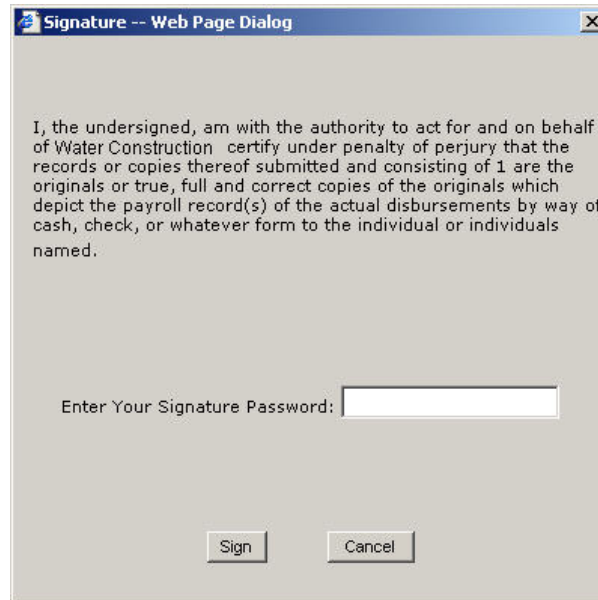 Signature -- Web Page Dialog
I, the undersigned, am with the authority to act for and on behalf
of Water Construction certify under penalty of perjury that the
records or copies thereof submitted and consisting of 1 are the
originals or true, full and correct copies of the originals which
depict the payroll record(s) of the actual disbursements by way of
cash, check, or whatever form to the individual or individuals
named.
Enter Your Signature Password:
Sign Cancel